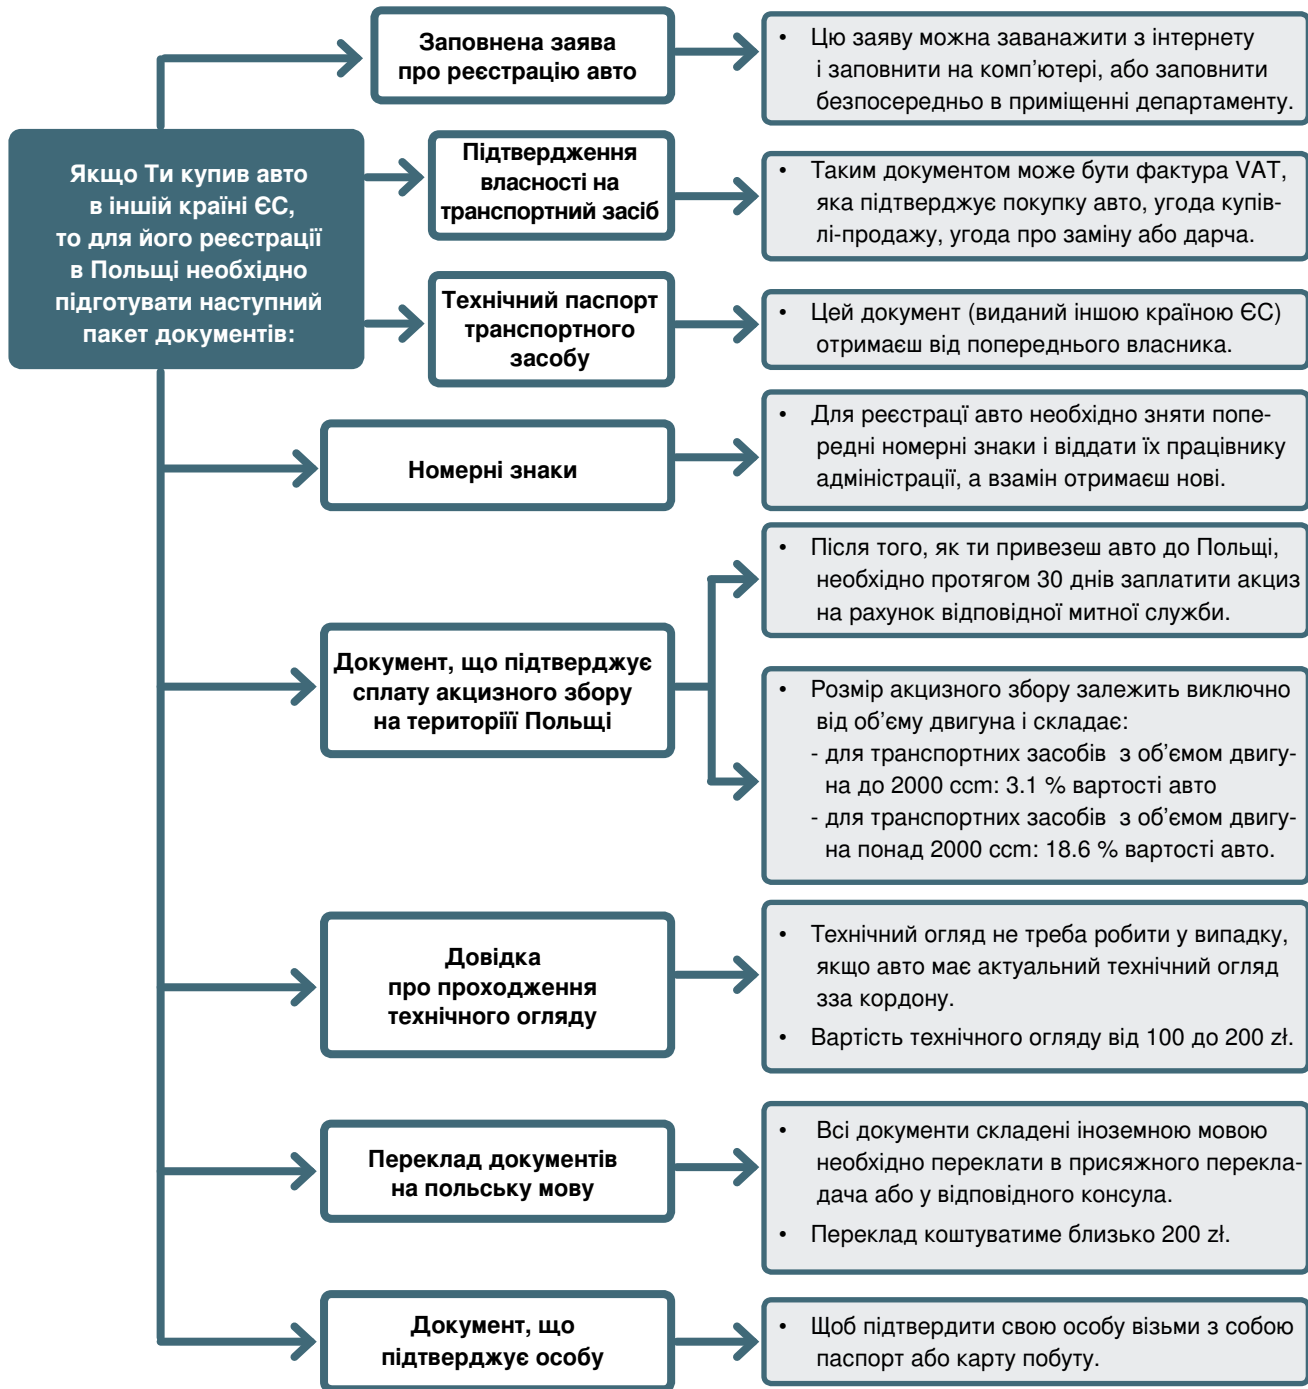 Якщо Ти купив авто
в іншій країні ЄС,
то для його реєстрації
в Польщі необхідно
підготувати наступний
пакет документів:
Заповнена заява
про реєстрацію авто
• Цю заяву можна заванажити з інтернету
і заповнити на комп’ютері, або заповнити
безпосередньо в приміщенні департаменту.
Підтвердження
власності на
транспортний засіб
• Таким документом може бути фактура VAT,
яка підтверджує покупку авто, угода купів-
лі-продажу, угода про заміну або дарча.
Технічний паспорт
транспортного
засобу
• Цей документ (виданий іншою країною ЄС)
отримаєш від попереднього власника.
Номерні знаки
• Для реєстраці авто необхідно зняти попе-
редні номерні знаки і віддати їх працівнику
адміністрації, а взамін отримаєш нові.
Документ, що підтверджує
сплату акцизного збору
наериторіїї Польщі
• Після того, як ти привезеш авто до Польщі,
необхідно протягом 30 днів заплатити акциз
на рахунок відповідної митної служби.
• Розмір акцизного збору залежить виключно
від об’єму двигуна і складає:
- для транспортних засобів з об’ємом двигу-
на до 2000 ccm: 3.1 % вартості авто
- для транспортних засобів з об’ємом двигу-
на понад 2000 ccm: 18.6 % вартості авто.
Довідка
про проходження
технічного огляду
• Технічний огляд не треба робити у випадку,
якщо авто має актуальний технічний огляд
зза кордону.
• Вартість технічного огляду від 100 до 200 zł.
Переклад документів
на польську мову
• Всі документи складені іноземною мовою
необхідно переклати в присяжного перекла-
дача або у відповідного консула.
• Переклад коштуватиме близько 200 zł.
Документ, що
підтверджує особу
• Щоб підтвердити свою особу візьми з собою
паспорт або карту побуту.